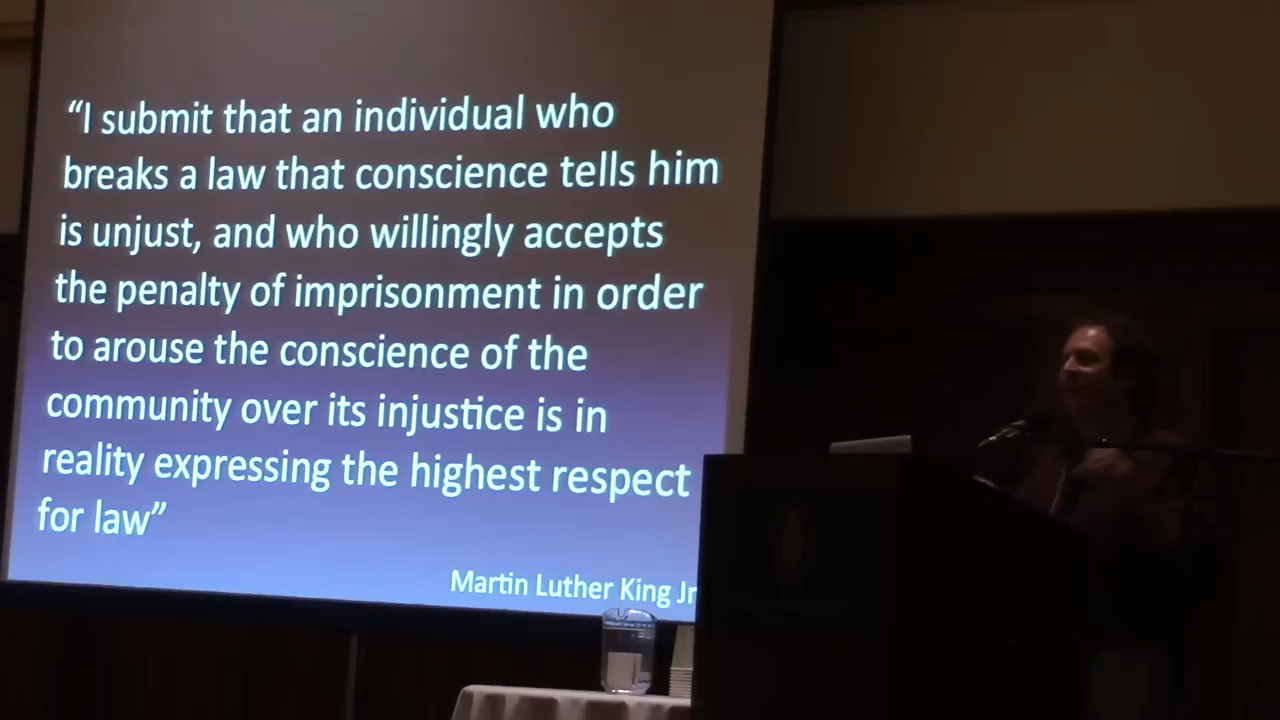 “I submit that an individual who
breaks a law that conscience tells him
is unjust, and who willingly accepts
the penalty of imprisonment in order
to arouse the conscience of the
community over its injustice is in
reality expressing the highest respect
for law”
Martin Luther King Jr